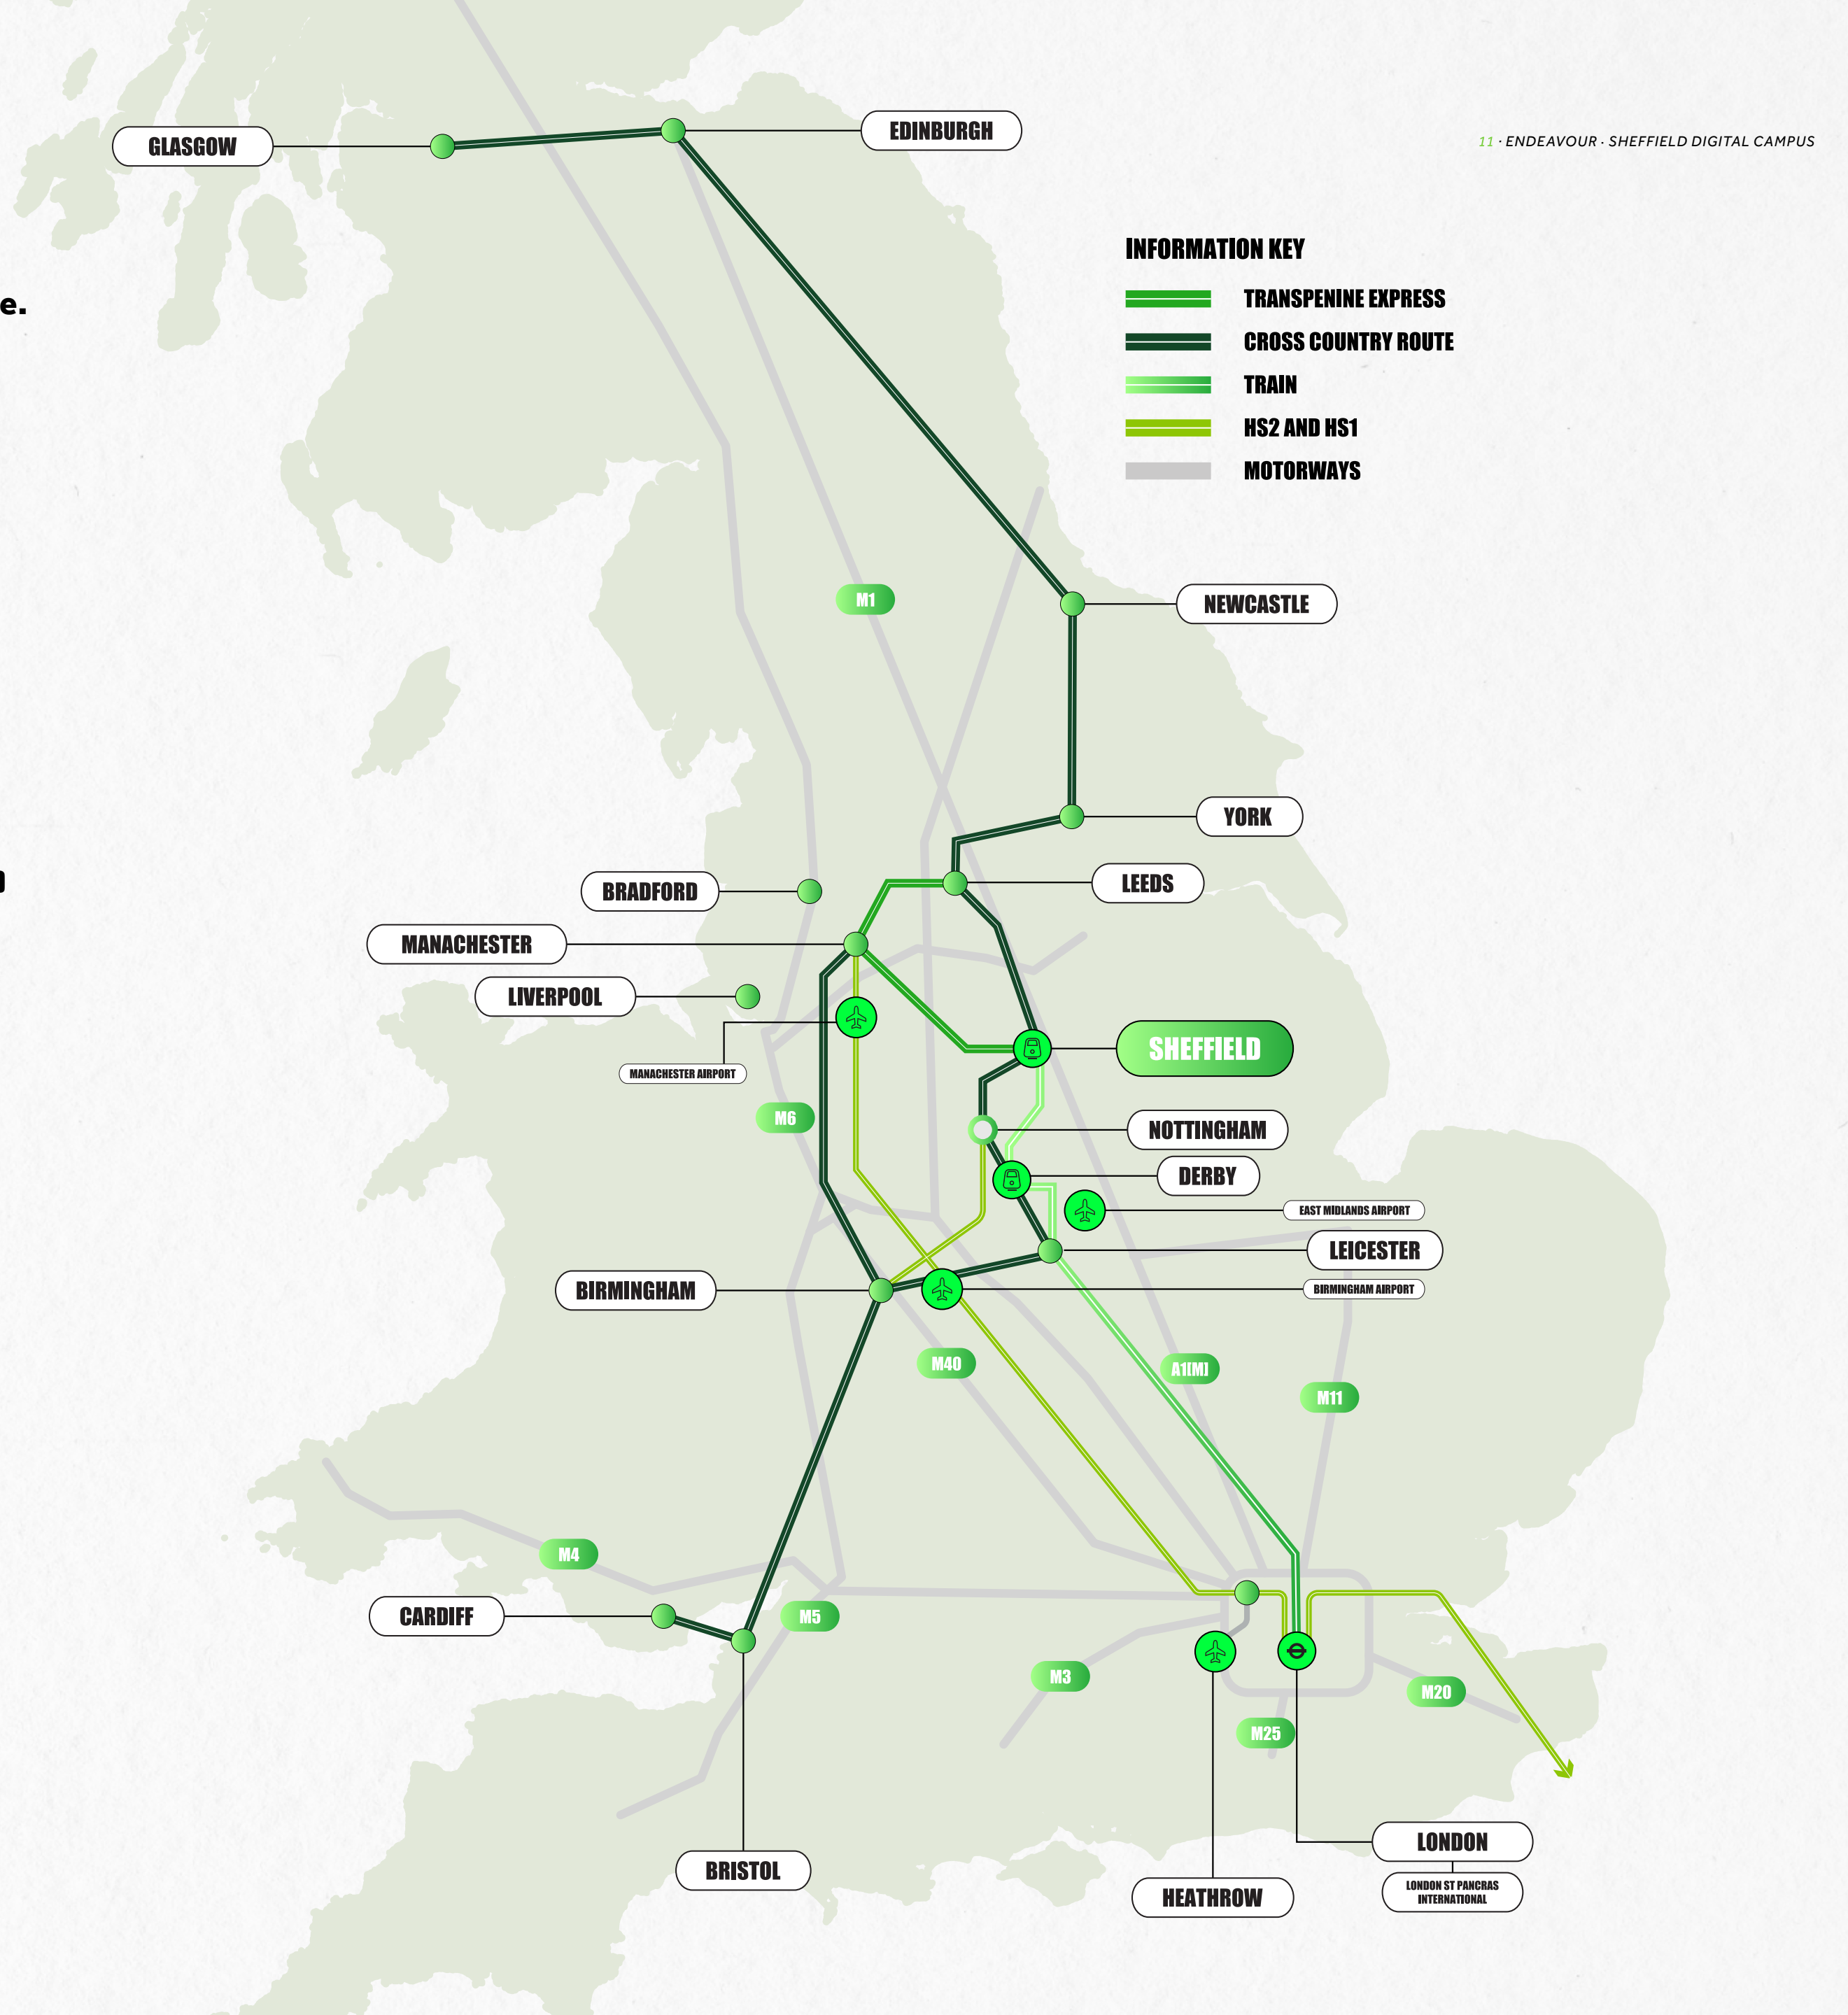 GLASGOW
EDINBURGH
11 · ENDEAVOUR · SHEFFIELD DIGITAL CAMPUS
INFORMATION KEY
TRANSPENINE EXPRESS
CROSS COUNTRY ROUTE
TRAIN
HS2 AND HS1
MOTORWAYS
e.
M1
NEWCASTLE
YORK
LEEDS
BRADFORD
MANACHESTER
LIVERPOOL
SHEFFIELD
MANACHESTER AIRPORT
M6
NOTTINGHAM
DERBY
EAST MIDLANDS AIRPORT
LEICESTER
BIRMINGHAM
BIRMINGHAM AIRPORT
M40
A1[M]
M11
M4
CARDIFF
M5
M3
M20
M25
LONDON
BRISTOL
HEATHROW
LONDON ST PANCRAS
INTERNATIONAL